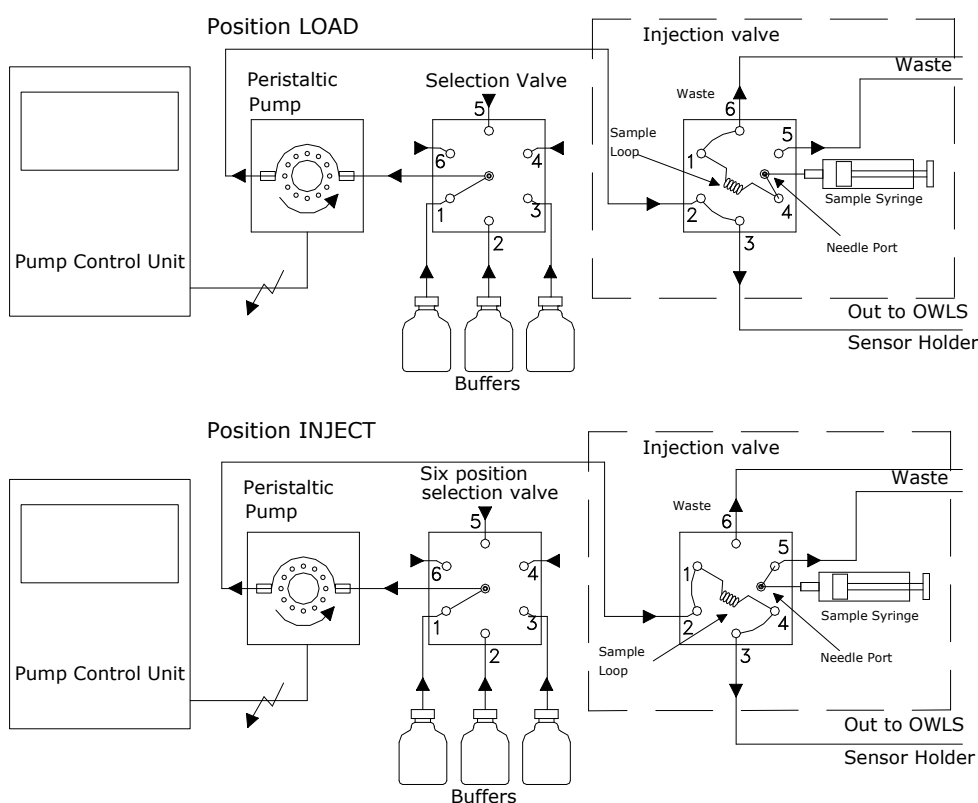 Position LOAD
Injection valve
Peristaltic
Pump
Selection Valve
Waste
Waste
5
6
5
6
4
Sample
Loop
1
1
3
2
4
Sample Syringe
2
3
Needle Port
Pump Control Unit
Out to OWLS
Sensor Holder
Buffers
Position INJECT
Injection valve
Peristaltic
Pump
Six position
selection valve
Waste
Waste
5
6
5
6
4
1
1
3
2
4
Sample Syringe
2
3
Sample
Loop
Needle Port
Pump Control Unit
Out to OWLS
Sensor Holder
Buffers